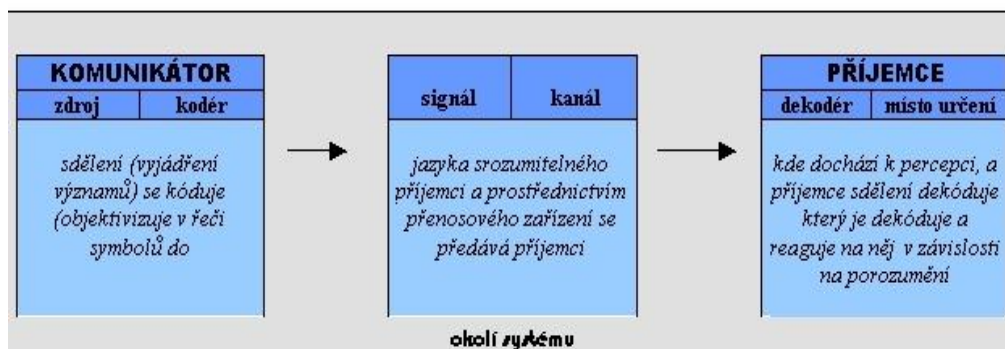 KOMUNIKÁTOR
zdroj
kodér
sdělení (vyjádření
významů) se kóduje
(objektivizuje v řeči
symbolů do
signál
kanál
jazyka srozumitelného
příjemci a prostřednictvím
přenosového zařízení se
předává příjemci
PŘÍJEMCE
dekodér
místo určení
kde dochází k percepci, a
příjemce sdělení dekóduje
který je dekóduje a
reaguje na něj v závislosti
na porozumění
okolí systému